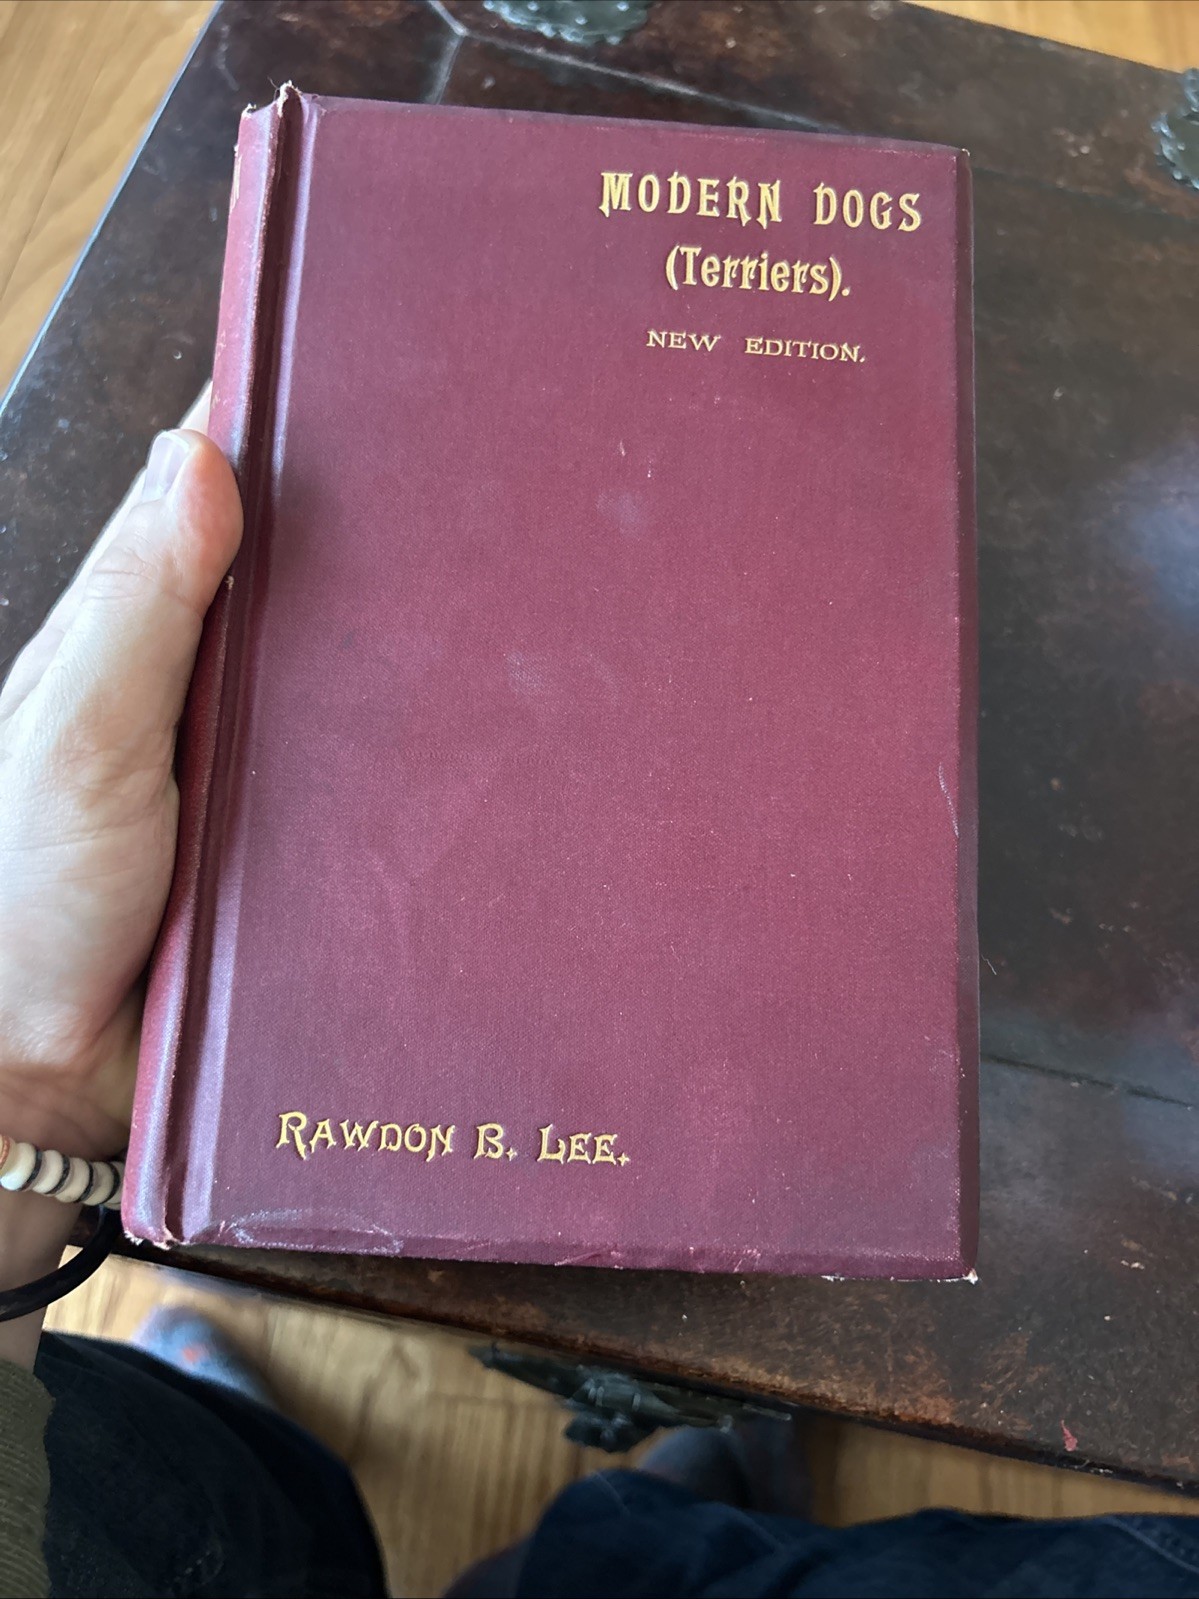 MODERN DOGS
(Terriers).
NEW EDITION.
RAWDON B. LEE.